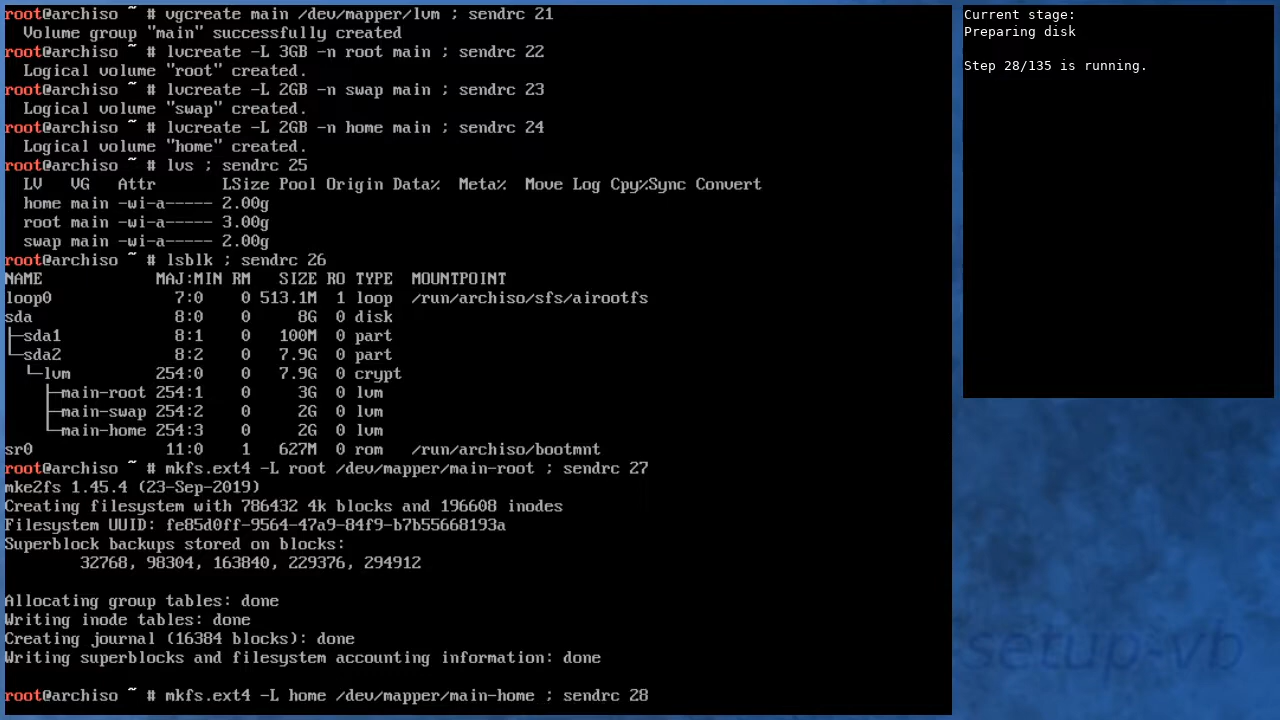 root@archiso ~ # vgcreate main /dev/mapper/lvm ; sendrc 21
  Volume group "main" successfully created
root@archiso ~ # lvcreate -L 3GB -n root main ; sendrc 22
  Logical volume "root" created.
root@archiso ~ # lvcreate -L 2GB -n swap main ; sendrc 23
  Logical volume "swap" created.
root@archiso ~ # lvcreate -L 2GB -n home main ; sendrc 24
  Logical volume "home" created.
root@archiso ~ # lvs ; sendrc 25
  LV   VG   Attr       LSize Pool Origin Data%  Meta%  Move Log Cpy%Sync Convert
  home main -wi-a----- 2.00g
  root main -wi-a----- 3.00g
  swap main -wi-a----- 2.00g
root@archiso ~ # lsblk ; sendrc 26
NAME            MAJ:MIN RM   SIZE RO TYPE  MOUNTPOINT
loop0             7:0    0 513.1M  1 loop  /run/archiso/sfs/airootfs
sda               8:0    0     8G  0 disk
├─sda1            8:1    0   100M  0 part
└─sda2            8:2    0   7.9G  0 part
  └─lvm         254:0    0   7.9G  0 crypt
    ├─main-root 254:1    0     3G  0 lvm
    ├─main-swap 254:2    0     2G  0 lvm
    └─main-home 254:3    0     2G  0 lvm
sr0              11:0    1   627M  0 rom   /run/archiso/bootmnt
root@archiso ~ # mkfs.ext4 -L root /dev/mapper/main-root ; sendrc 27
mke2fs 1.45.4 (23-Sep-2019)
Creating filesystem with 786432 4k blocks and 196608 inodes
Filesystem UUID: fe85d0ff-9564-47a9-84f9-b7b55668193a
Superblock backups stored on blocks:
        32768, 98304, 163840, 229376, 294912

Allocating group tables: done
Writing inode tables: done
Creating journal (16384 blocks): done
Writing superblocks and filesystem accounting information: done

root@archiso ~ # mkfs.ext4 -L home /dev/mapper/main-home ; sendrc 28
Current stage:
Preparing disk

Step 28/135 is running.
setup-vb